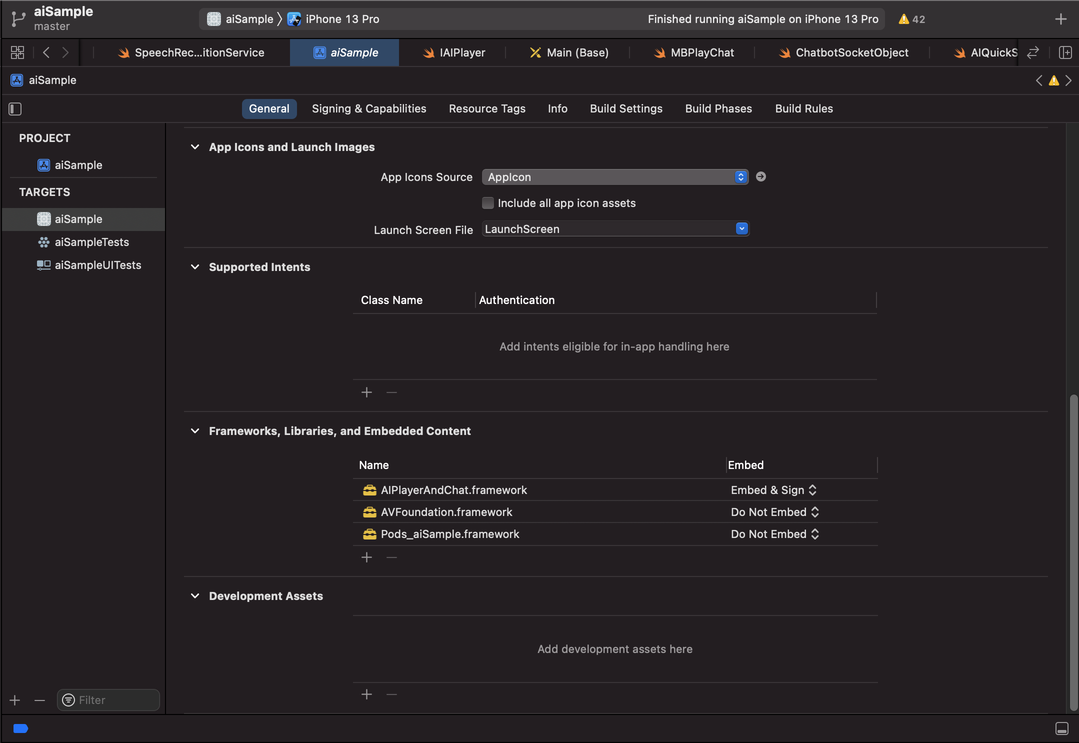 aiSample
master
aiSample 〉 iPhone 13 Pro
Finished running aiSample on iPhone 13 Pro
42
SpeechRec...itionService
aiSample
IAIPlayer
Main (Base)
MBPlayChat
ChatbotSocketObject
AIQuickS
aiSample
General
Signing & Capabilities
Resource Tags
Info
Build Settings
Build Phases
Build Rules
PROJECT
aiSample
TARGETS
aiSample
aiSampleTests
aiSampleUITests
App Icons and Launch Images
App Icons Source AppIcon
Include all app icon assets
Launch Screen File LaunchScreen
Supported Intents
Class Name Authentication
Add intents eligible for in-app handling here
Frameworks, Libraries, and Embedded Content
Name Embed
AIPlayerAndChat.framework Embed & Sign
AVFoundation.framework Do Not Embed
Pods_aiSample.framework Do Not Embed
Development Assets
Add development assets here
Filter